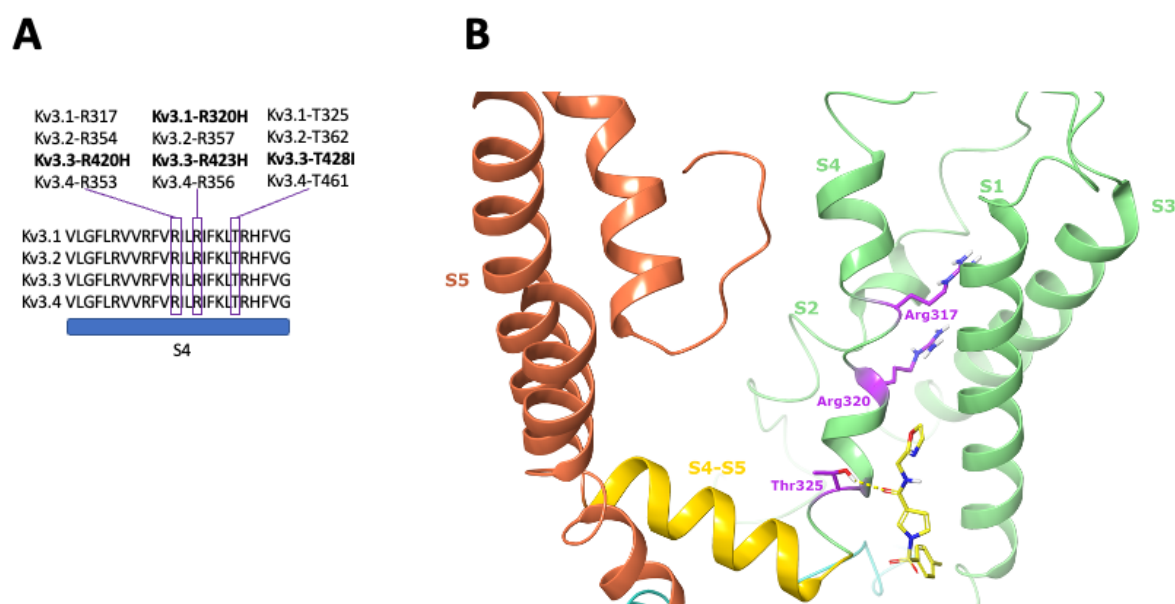 A
B
Kv3.1-R317 Kv3.1-R320H Kv3.1-T325
Kv3.2-R354 Kv3.2-R357 Kv3.2-T362
Kv3.3-R420H Kv3.3-R423H Kv3.3-T428I
Kv3.4-R353 Kv3.4-R356 Kv3.4-T461
Kv3.1 VLGFLRVVRFVRILRIFKLTRHFVG
Kv3.2 VLGFLRVVRFVRILRIFKLTRHFVG
Kv3.3 VLGFLRVVRFVRILRIFKLTRHFVG
Kv3.4 VLGFLRVVRFVRILRIFKLTRHFVG
S4
S4
S1
S3
S5
S2
Arg317
Arg320
S4-S5
Thr325